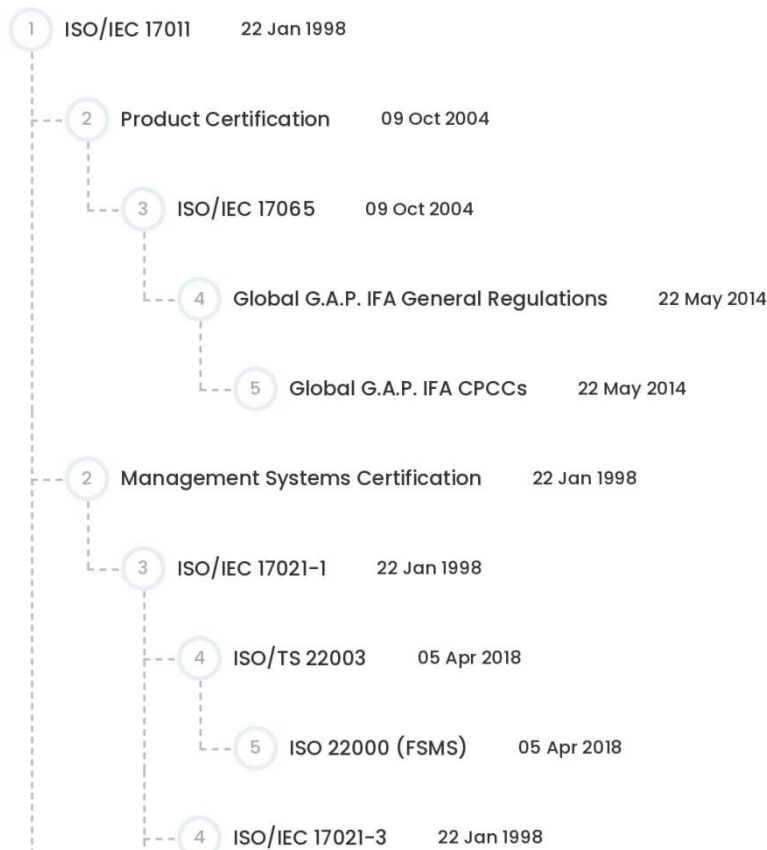 1 ISO/IEC 17011 22 Jan 1998
2 Product Certification 09 Oct 2004
3 ISO/IEC 17065 09 Oct 2004
4 Global G.A.P. IFA General Regulations 22 May 2014
5 Global G.A.P. IFA CPCCs 22 May 2014
2 Management Systems Certification 22 Jan 1998
3 ISO/IEC 17021-1 22 Jan 1998
4 ISO/TS 22003 05 Apr 2018
5 ISO 22000 (FSMS) 05 Apr 2018
4 ISO/IEC 17021-3 22 Jan 1998